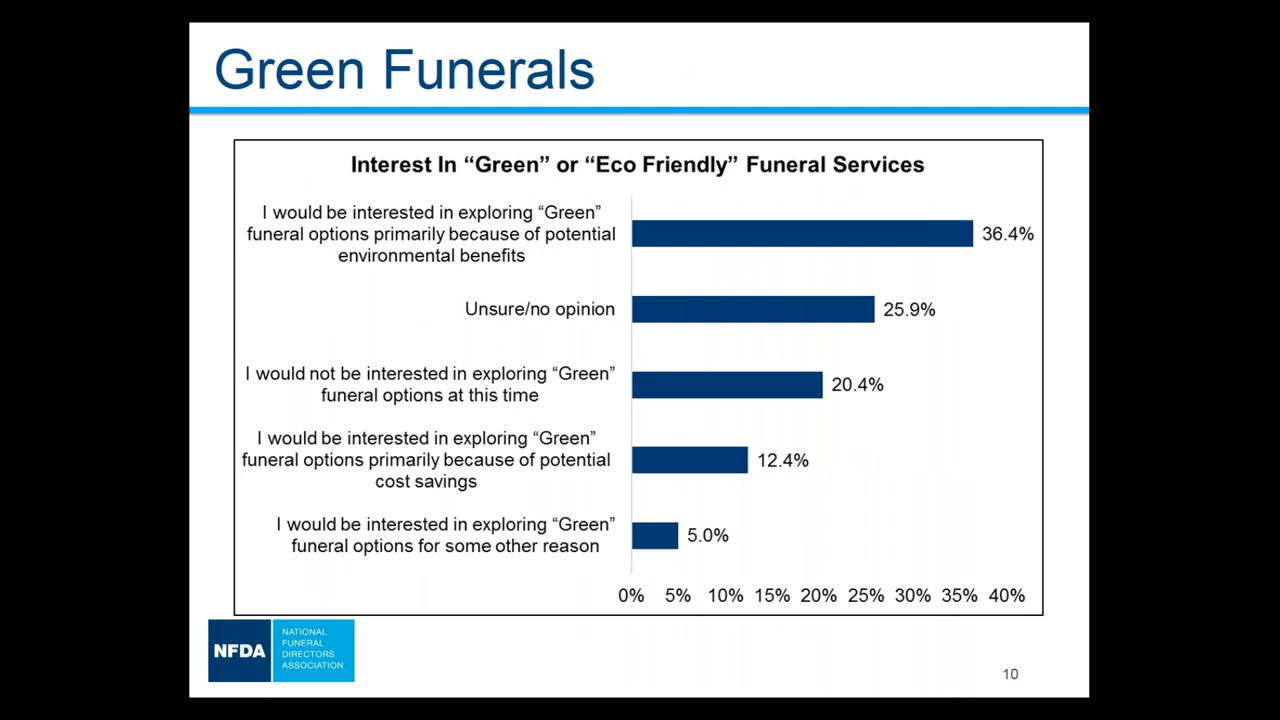 Green Funerals
Interest In “Green” or “Eco Friendly” Funeral Services
I would be interested in exploring “Green”
funeral options primarily because of potential
environmental benefits
36.4%
Unsure/no opinion
25.9%
I would not be interested in exploring “Green”
funeral options at this time
20.4%
I would be interested in exploring “Green”
funeral options primarily because of potential
cost savings
12.4%
I would be interested in exploring “Green”
funeral options for some other reason
5.0%
0% 5% 10% 15% 20% 25% 30% 35% 40%
NFDA
NATIONAL
FUNERAL
DIRECTORS
ASSOCIATION
10